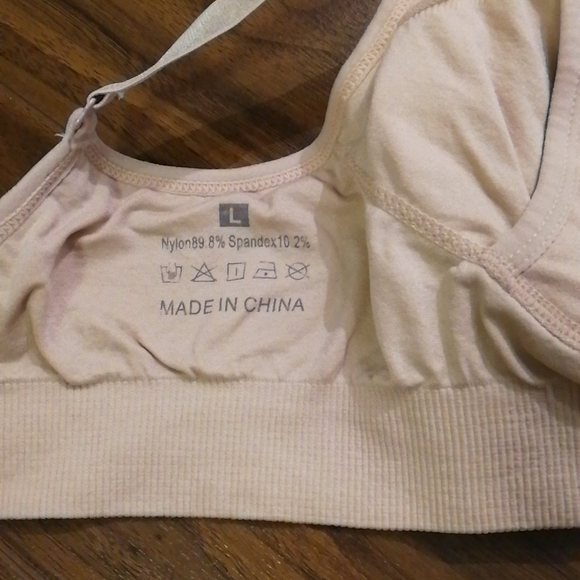 L
Nylon89.8% Spandex10.2%
MADE IN CHINA